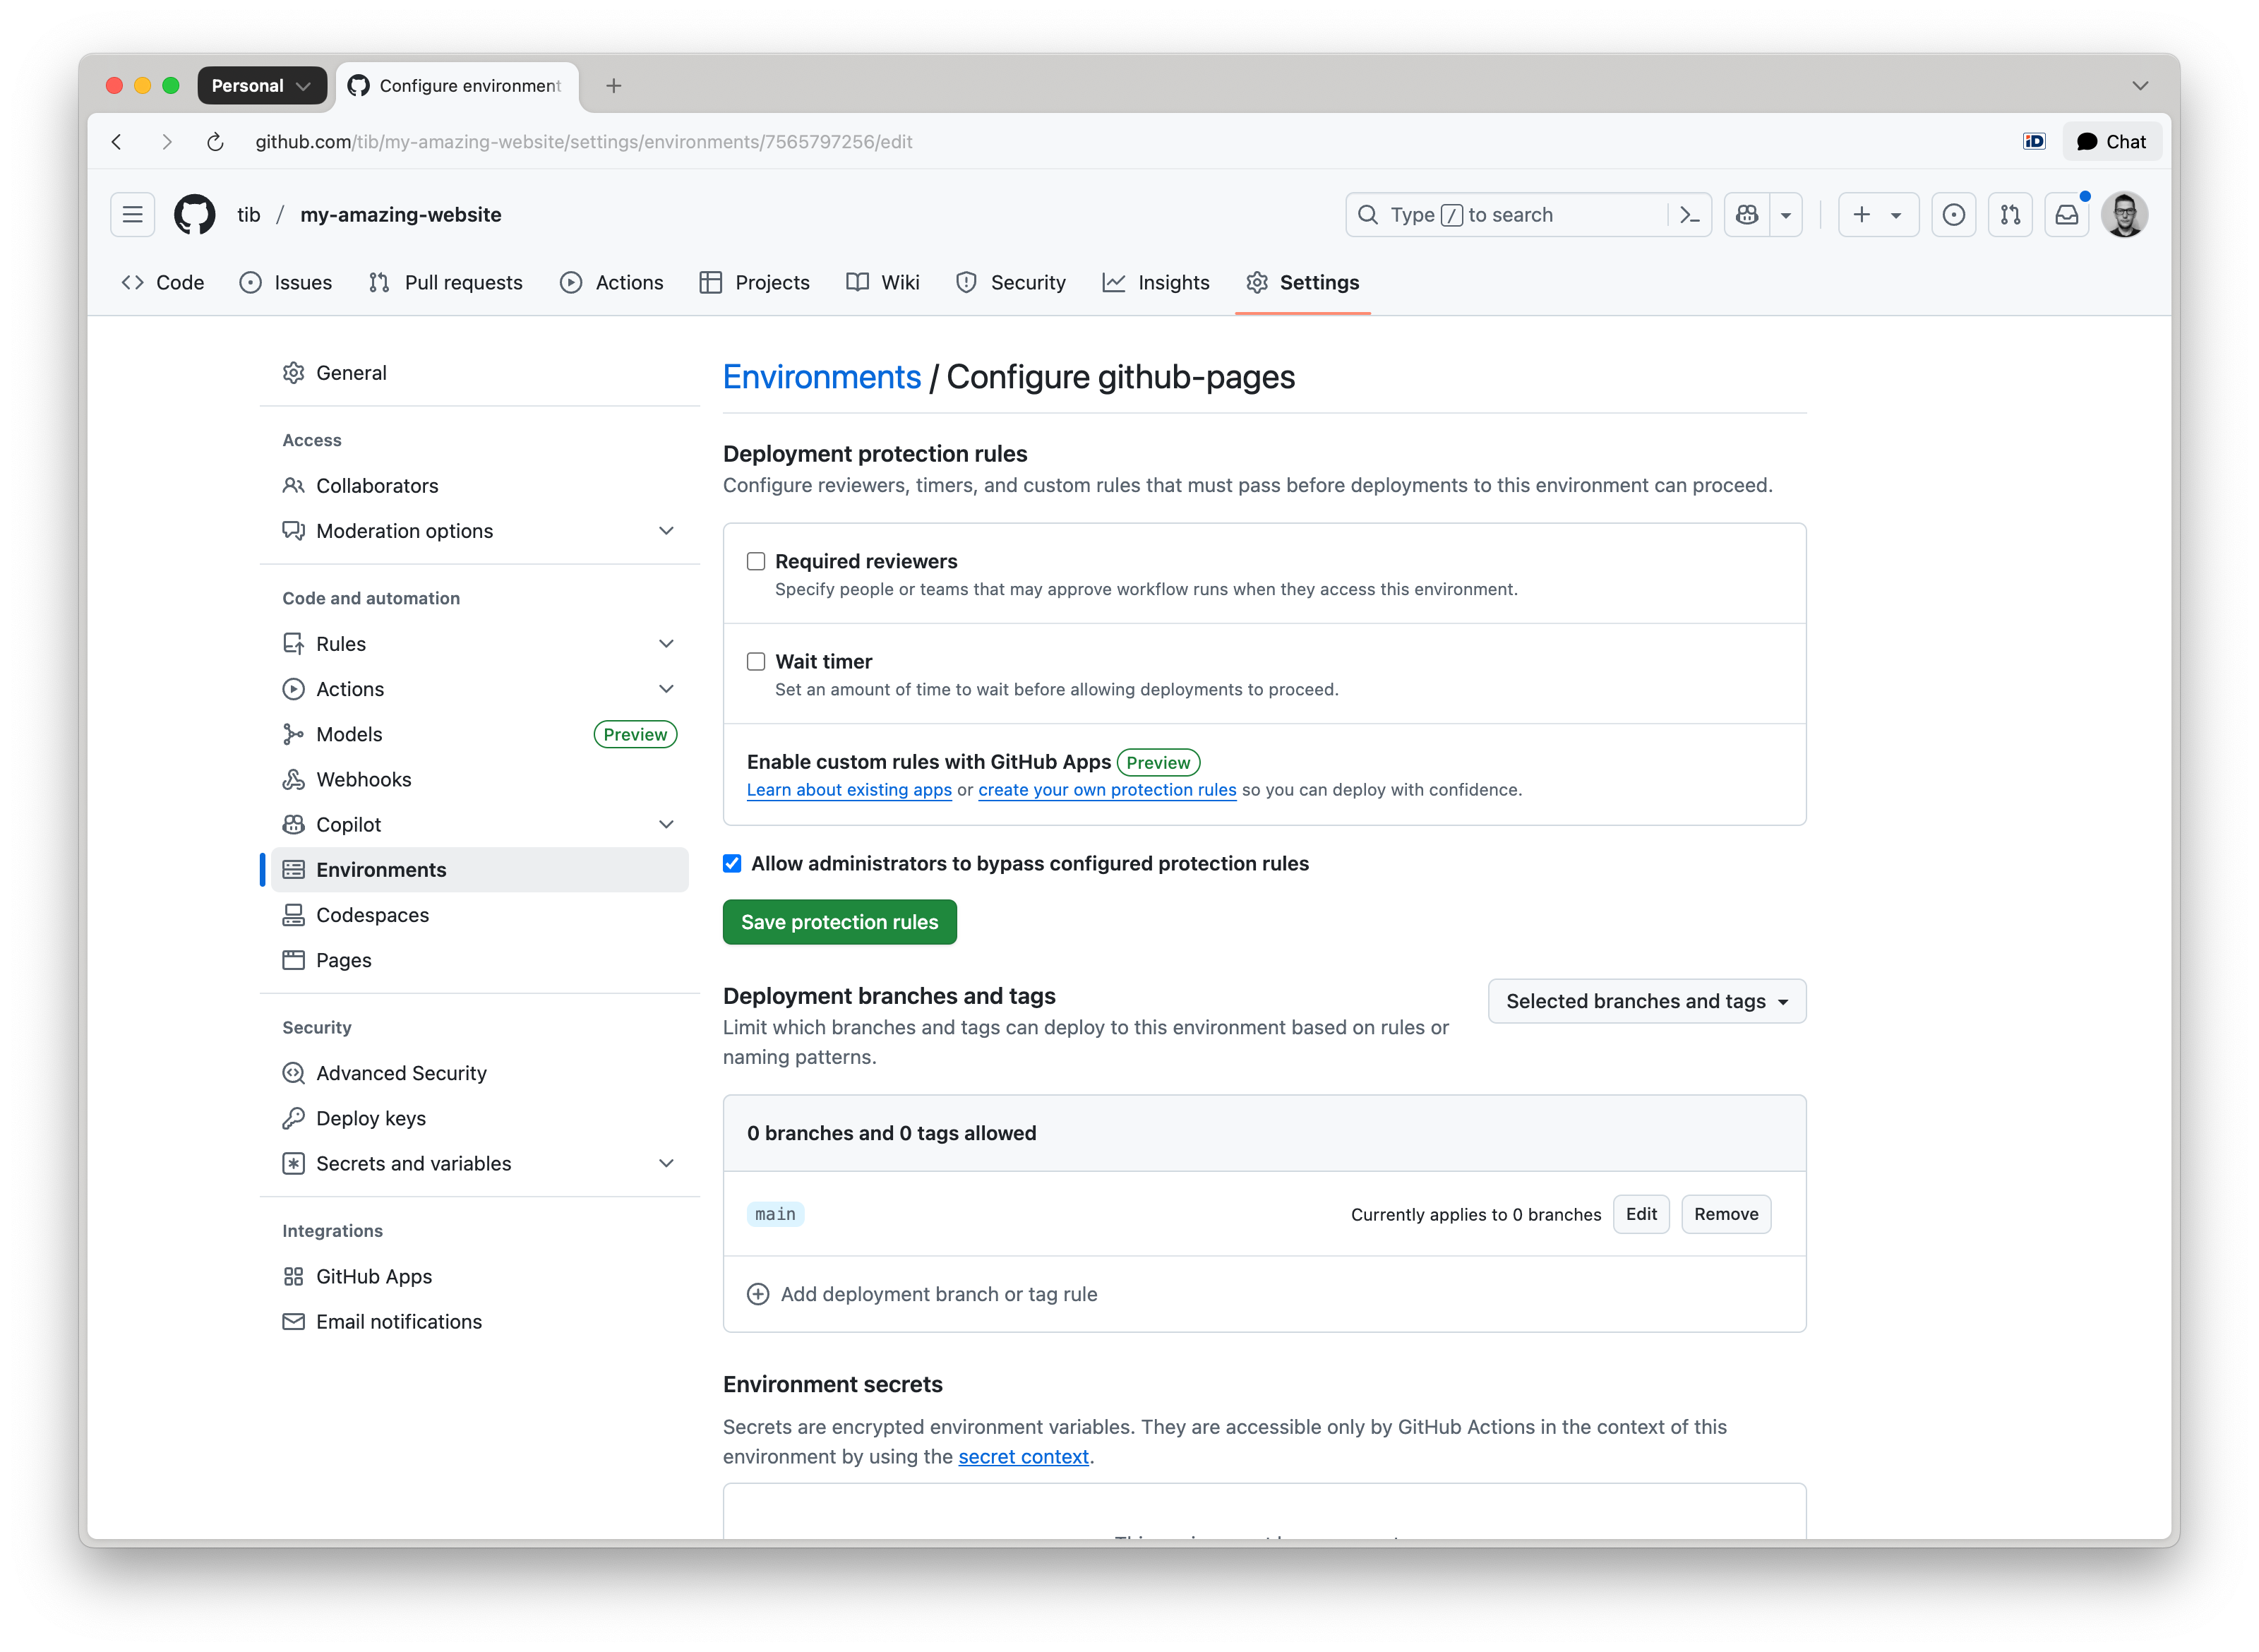 Personal
Configure environment
github.com/tib/my-amazing-website/settings/environments/7565797256/edit
iD
Chat
tib / my-amazing-website
Type / to search
Code
Issues
Pull requests
Actions
Projects
Wiki
Security
Insights
Settings
General
Access
Collaborators
Moderation options
Code and automation
Rules
Actions
Models
Preview
Webhooks
Copilot
Environments
Codespaces
Pages
Security
Advanced Security
Deploy keys
Secrets and variables
Integrations
GitHub Apps
Email notifications
Environments / Configure github-pages
Deployment protection rules
Configure reviewers, timers, and custom rules that must pass before deployments to this environment can proceed.
Required reviewers
Specify people or teams that may approve workflow runs when they access this environment.
Wait timer
Set an amount of time to wait before allowing deployments to proceed.
Enable custom rules with GitHub Apps Preview
Learn about existing apps or create your own protection rules so you can deploy with confidence.
Allow administrators to bypass configured protection rules
Save protection rules
Deployment branches and tags
Selected branches and tags
Limit which branches and tags can deploy to this environment based on rules or
naming patterns.
0 branches and 0 tags allowed
main
Currently applies to 0 branches
Edit
Remove
Add deployment branch or tag rule
Environment secrets
Secrets are encrypted environment variables. They are accessible only by GitHub Actions in the context of this
environment by using the secret context.